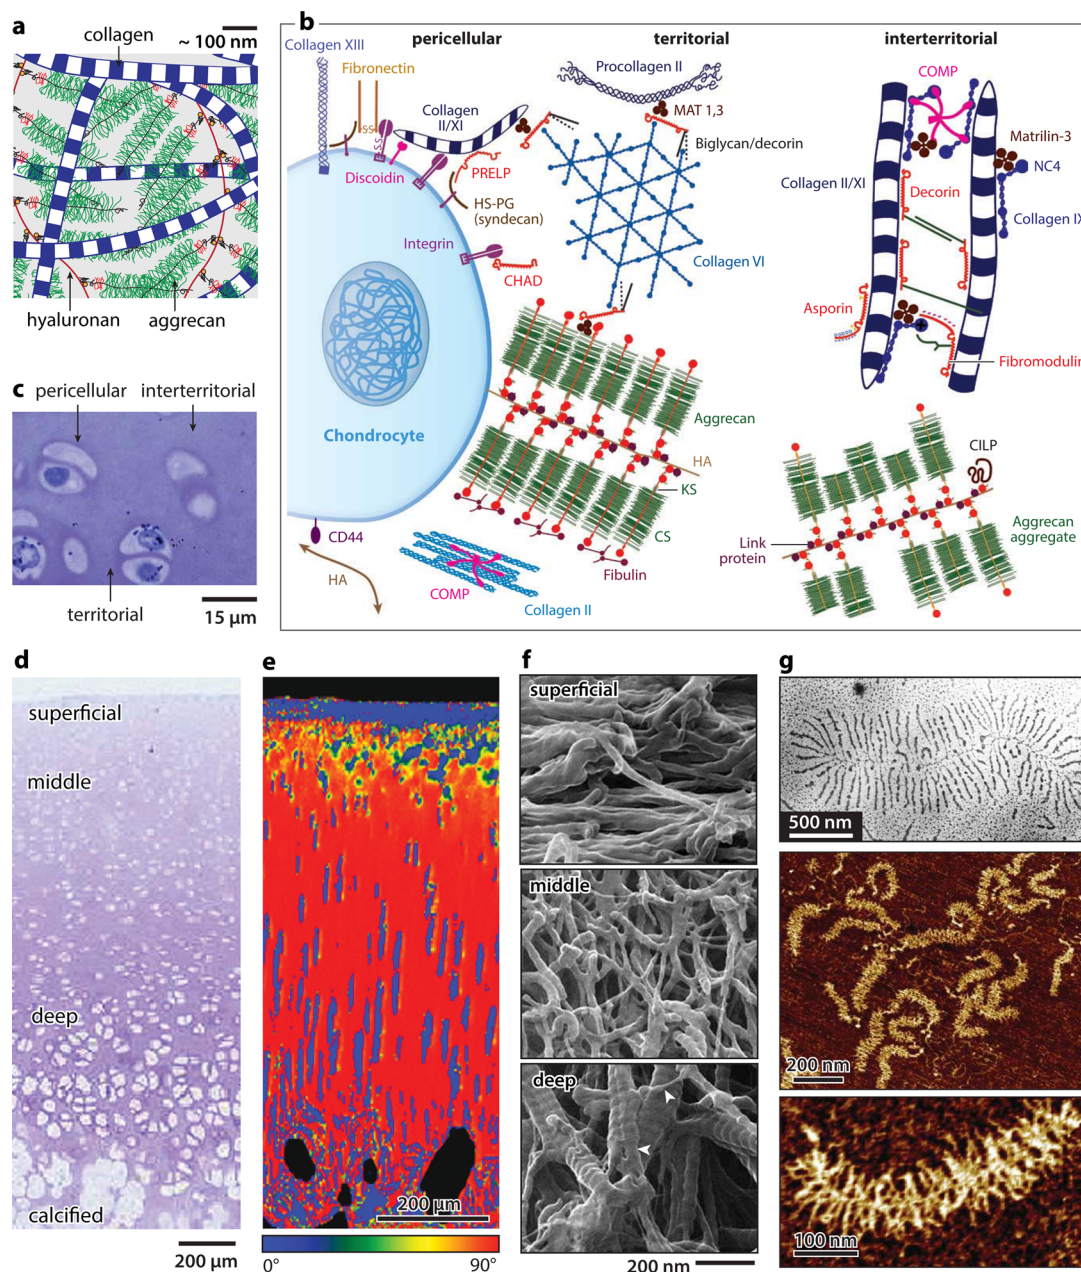 a
~ 100 nm
collagen
hyaluronan
aggrecan
b
pericellular
territorial
interterritorial
Collagen XIII
Fibronectin
Collagen
II/XI
Procollagen II
MAT 1,3
Biglycan/decorin
COMP
Matrilin-3
NC4
Collagen II/XI
Decorin
Collagen IX
SSS
SSS
Discoidin
PRELP
HS-PG
(syndecan)
Integrin
CHAD
Collagen VI
Asporin
Fibromodulin
Chondrocyte
Aggrecan
HA
KS
CS
CILP
Link
protein
Aggrecan
aggregate
CD44
HA
COMP
Collagen II
Fibulin
c
pericellular
interterritorial
territorial
15 µm
d
superficial
middle
deep
calcified
200 µm
e
200 µm
0°
90°
f
superficial
middle
deep
200 nm
g
500 nm
200 nm
100 nm